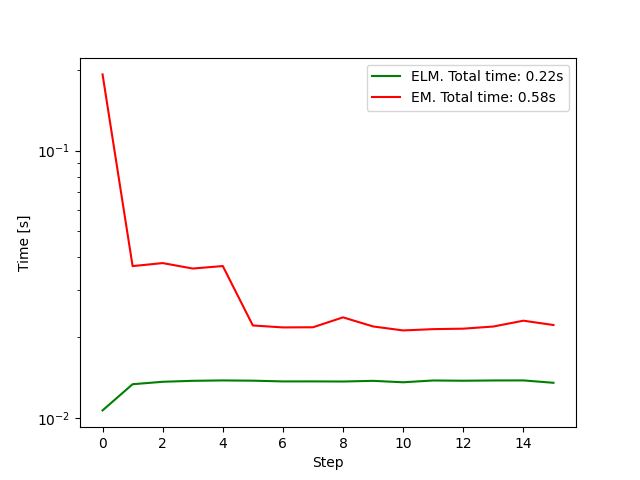 ELM. Total time: 0.22s
EM. Total time: 0.58s
10⁻¹
10⁻²
Time [s]
0 2 4 6 8 10 12 14
Step